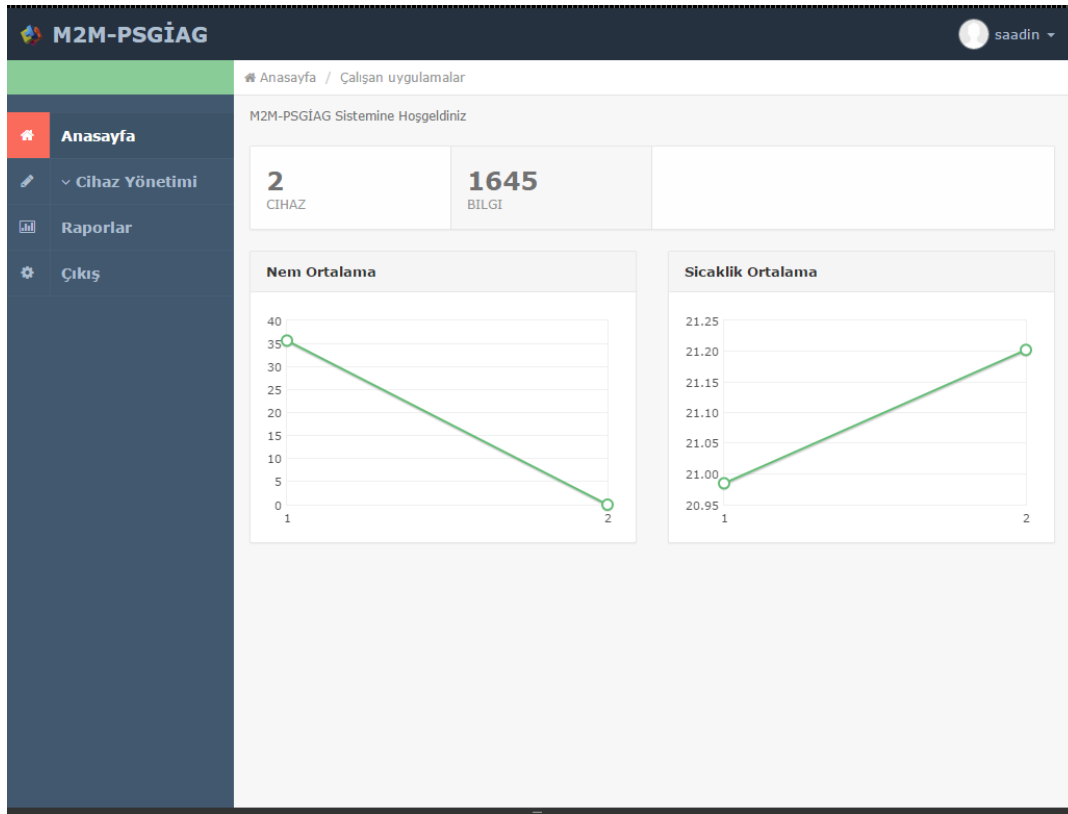 M2M-PSGİAG
saadin
Anasayfa / Çalışan uygulamalar
Anasayfa
Cihaz Yönetimi
Raporlar
Çıkış
M2M-PSGİAG Sistemine Hoşgeldiniz
2
CIHAZ
1645
BILGI
Nem Ortalama
40
35
30
25
20
15
10
5
0
1 2
Sicaklik Ortalama
21.25
21.20
21.15
21.10
21.05
21.00
20.95
1 2